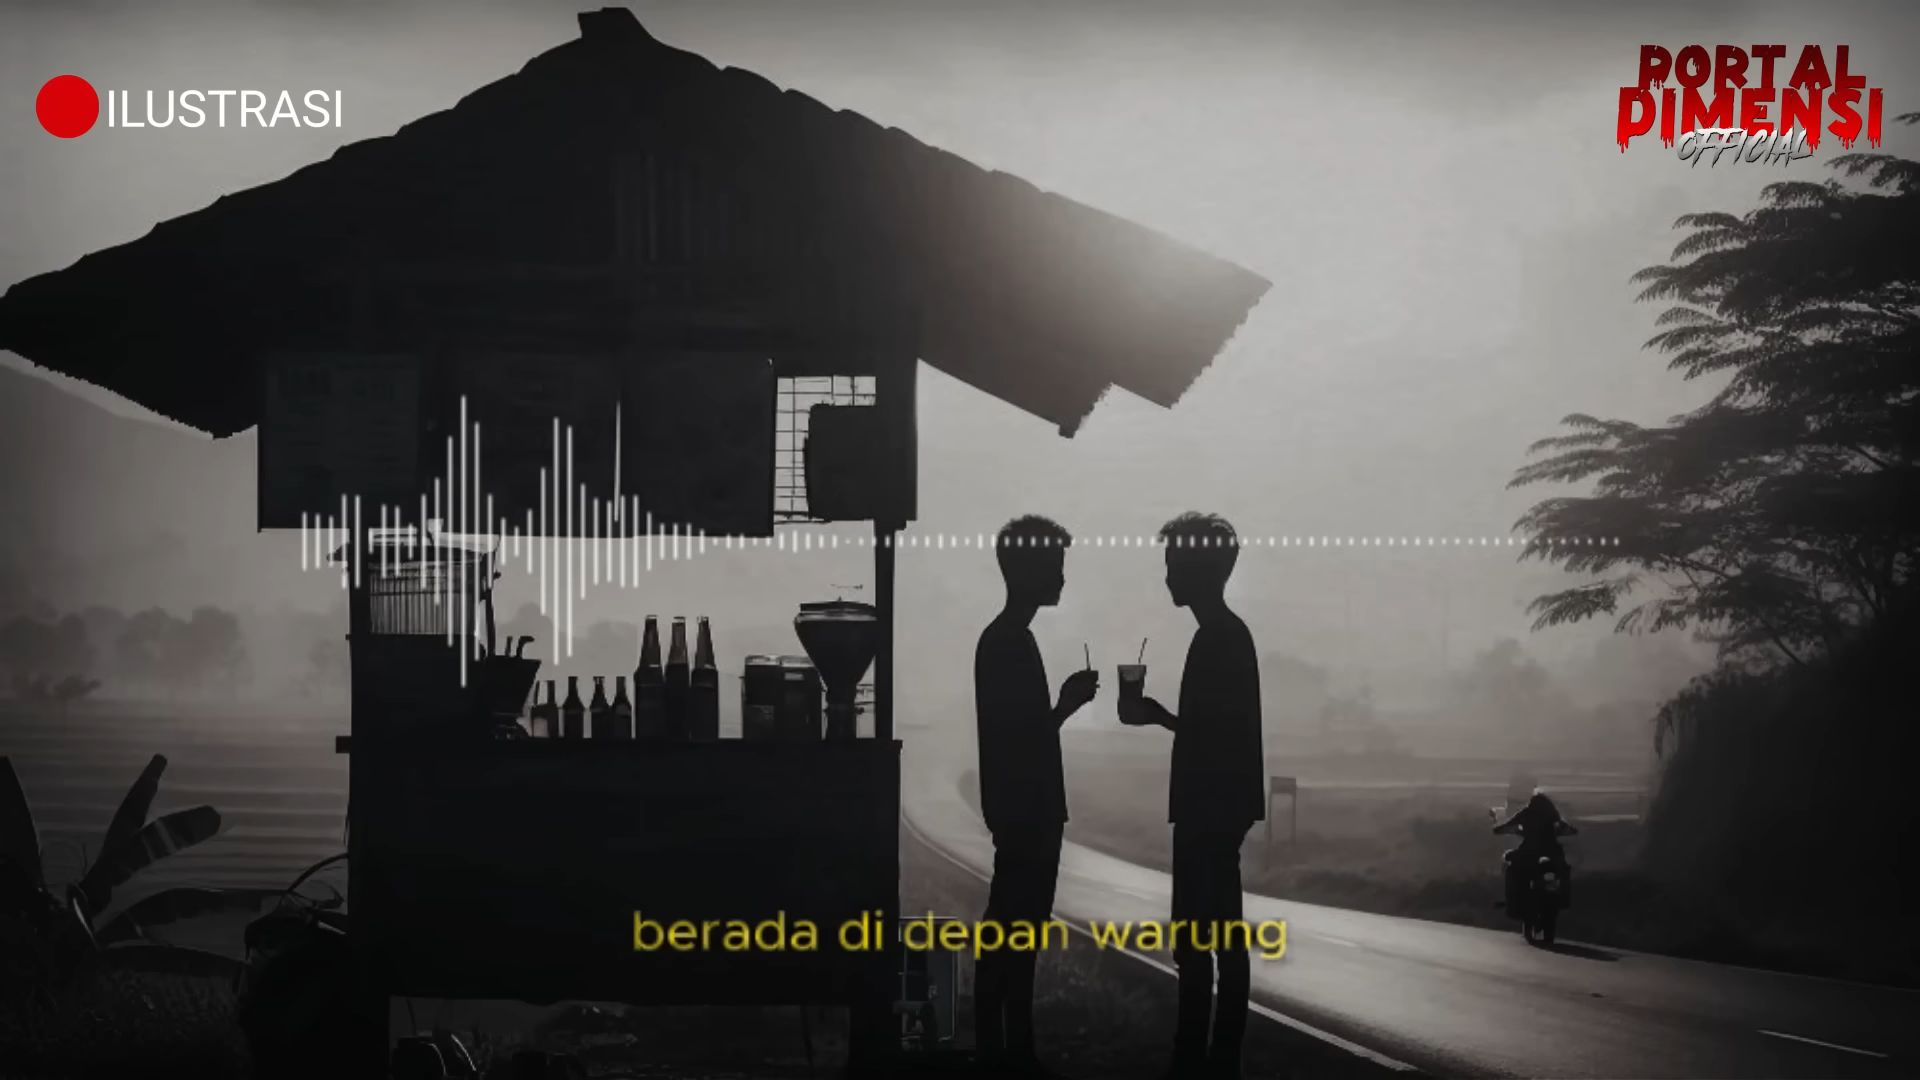 ILUSTRASI
PORTAL
DIMENSI
OFFICIAL
berada di depan warung